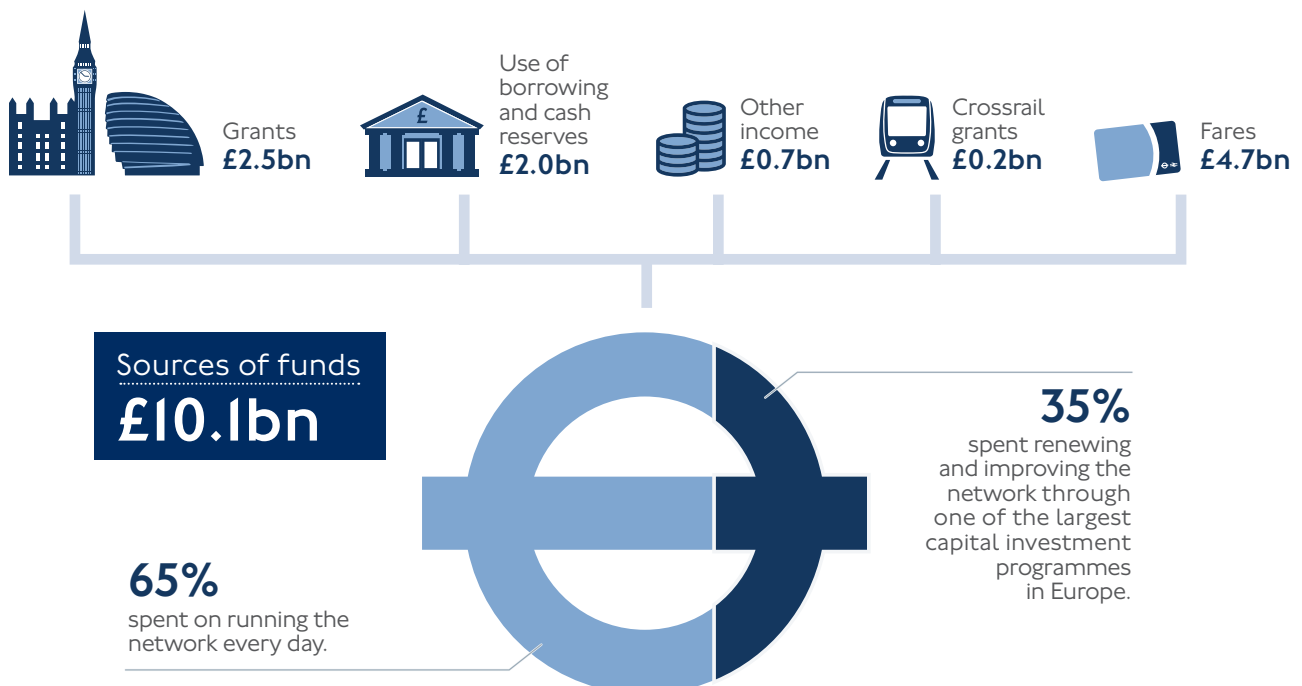 Grants
£2.5bn
£
Use of
borrowing
and cash
reserves
£2.0bn
Other
income
£0.7bn
Crossrail
grants
£0.2bn
Fares
£4.7bn
Sources of funds
£10.1bn
35%
spent renewing
and improving the
network through
one of the largest
capital investment
programmes
in Europe.
65%
spent on running the
network every day.